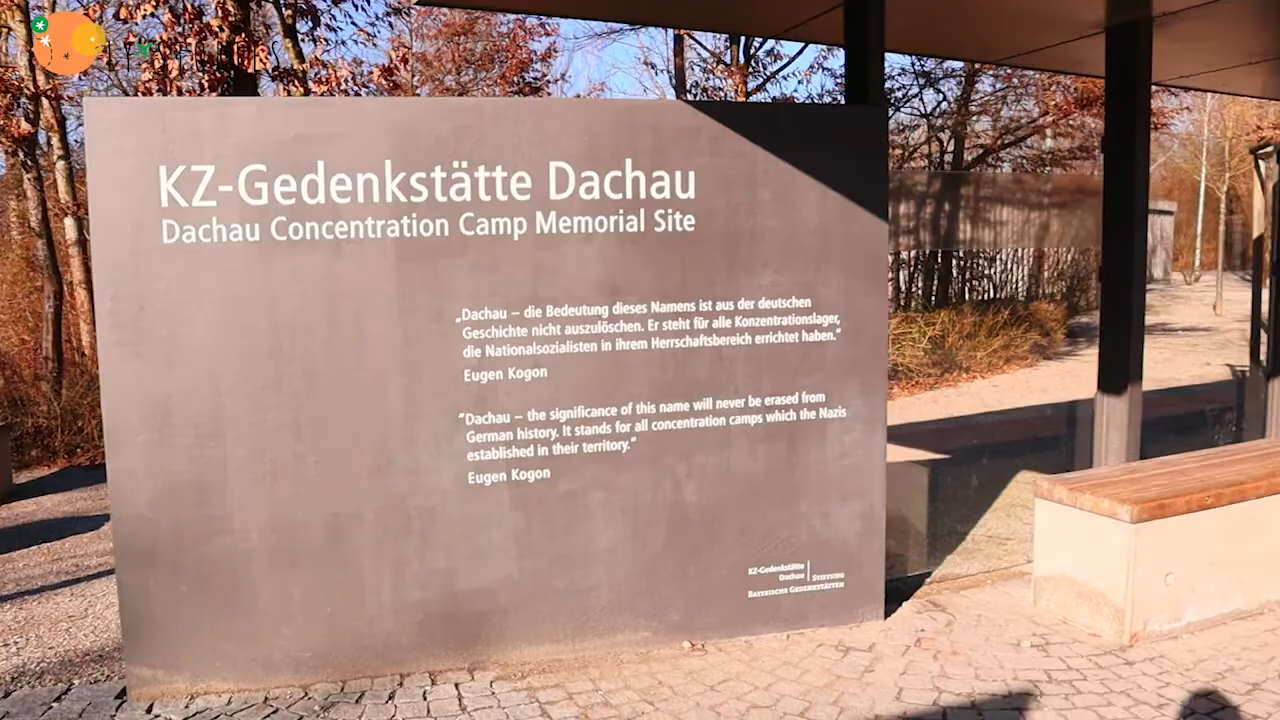 KZ-Gedenkstätte Dachau
Dachau Concentration Camp Memorial Site
„Dachau – die Bedeutung dieses Namens ist aus der deutschen
Geschichte nicht auszulöschen. Er steht für alle Konzentrationslager,
die Nationalsozialisten in ihrem Herrschaftsbereich errichtet haben.“
Eugen Kogon
“Dachau – the significance of this name will never be erased from
German history. It stands for all concentration camps which the Nazis
established in their territory.“
Eugen Kogon
KZ-Gedenkstätte
Dachau
STIFTUNG
BAYERISCHE GEDENKSTÄTTEN